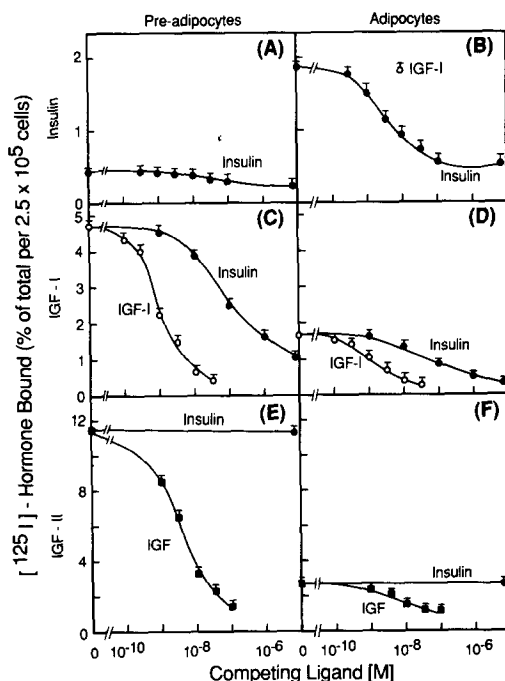 Pre-adipocytes Adipocytes
[ 125 I ] - Hormone Bound (% of total per 2.5 x 10^5 cells)
Insulin
2
1
0
(A)
Insulin
(B)
δ IGF-I
Insulin
IGF - I
5
4
3
2
1
0
(C)
Insulin
IGF-I
(D)
Insulin
IGF-I
IGF - II
12
8
4
0
(E)
Insulin
IGF
(F)
Insulin
IGF
0 10^-10 10^-8 10^-6 0 10^-10 10^-8 10^-6
Competing Ligand [M]